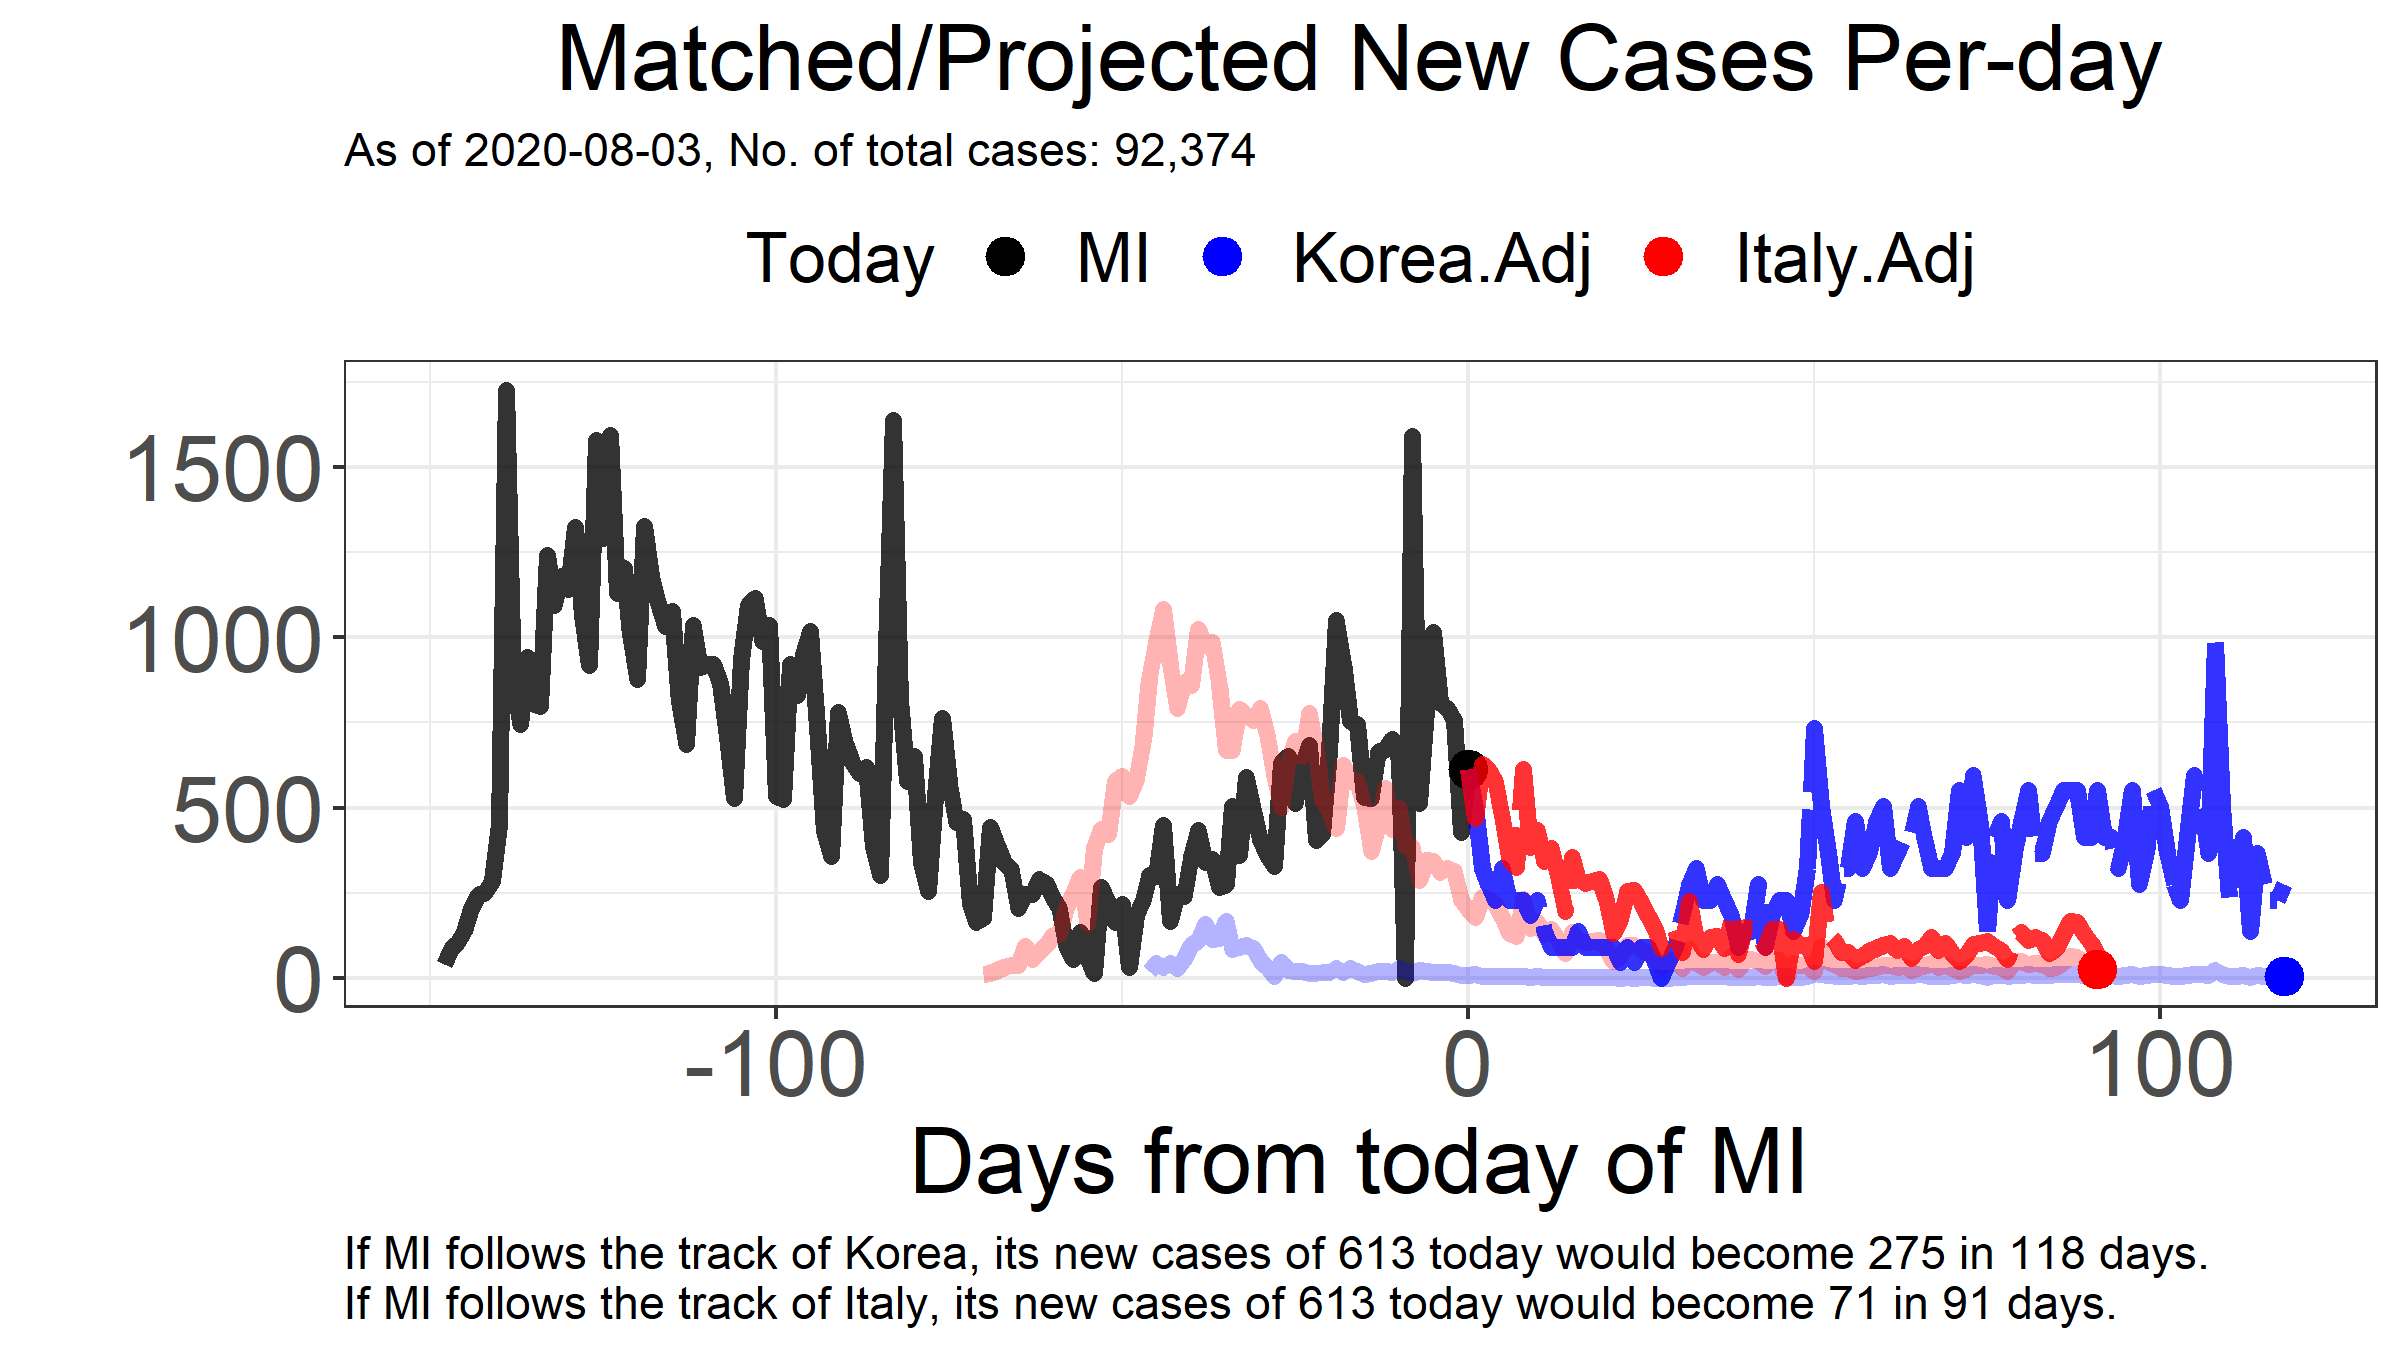 Matched/Projected New Cases Per-day
As of 2020-08-03, No. of total cases: 92,374
Today MI Korea.Adj Italy.Adj
1500
1000
500
0
-100 0 100
Days from today of MI
If MI follows the track of Korea, its new cases of 613 today would become 275 in 118 days.
If MI follows the track of Italy, its new cases of 613 today would become 71 in 91 days.